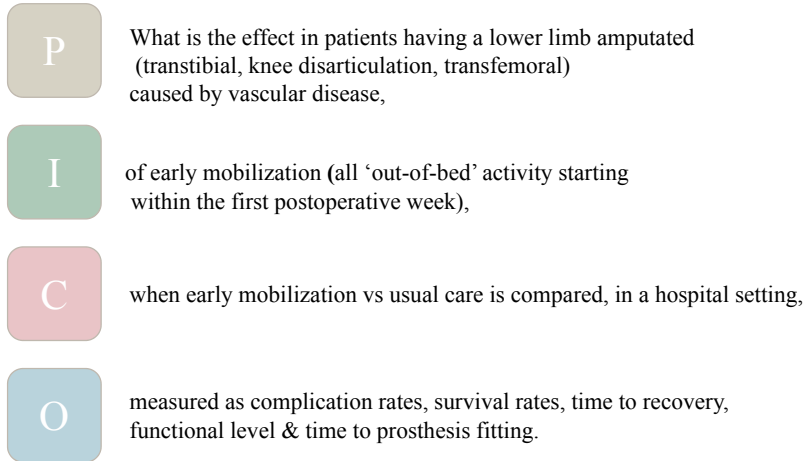 P
What is the effect in patients having a lower limb amputated
(transtibial, knee disarticulation, transfemoral)
caused by vascular disease,
I
of early mobilization (all ‘out-of-bed’ activity starting
within the first postoperative week),
C
when early mobilization vs usual care is compared, in a hospital setting,
O
measured as complication rates, survival rates, time to recovery,
functional level & time to prosthesis fitting.